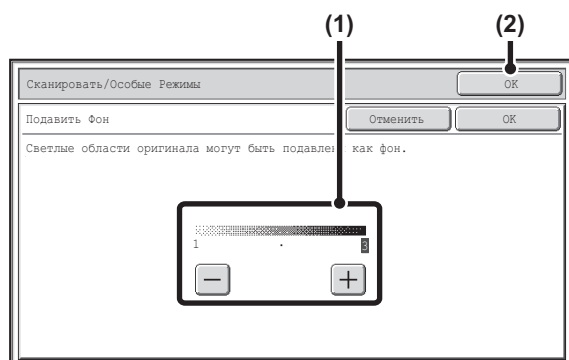 (1) (2)
Сканировать/Особые Режимы OK
Подавить Фон Отменить OK
Светлые области оригинала могут быть подавлен как фон.
1 · 3
− +